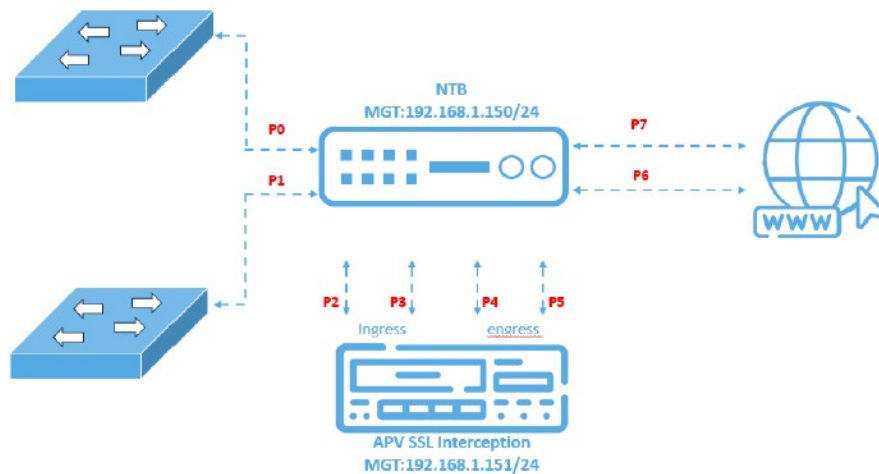 NTB
MGT:192.168.1.150/24
P0
P7
P1
P6
WWW
P2
P3
P4
P5
Ingress
engress
APV SSL Interception
MGT:192.168.1.151/24